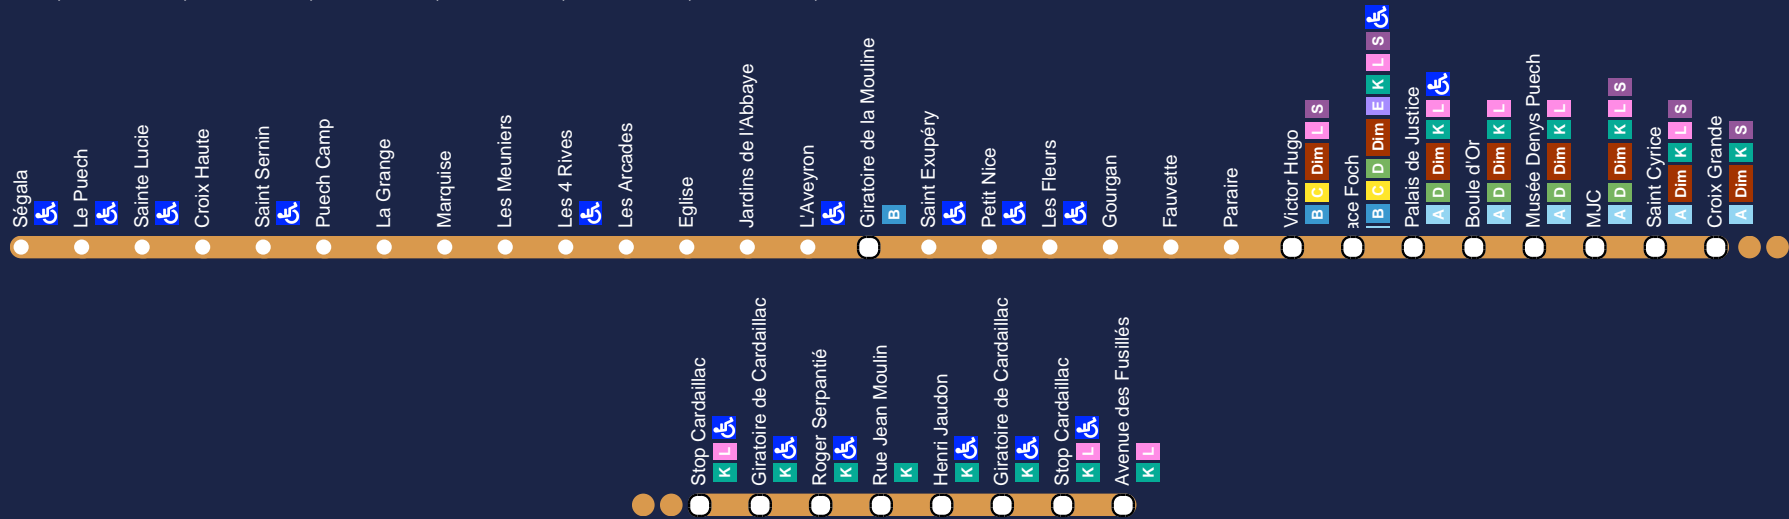 Ségala
Le Puech
Sainte Lucie
Croix Haute
Saint Sernin
Puech Camp
La Grange
Marquise
Les Meuniers
Les 4 Rives
Les Arcades
Eglise
Jardins de l'Abbaye
L'Aveyron
Giratoire de la Mouline
B
Saint Exupéry
Petit Nice
Les Fleurs
Gourgan
Fauvette
Paraire
Victor Hugo
B C Dim L S
ace Foch
B C D Dim E K L S
Palais de Justice
A D Dim K L
Boule d'Or
A D Dim K L
Musée Denys Puech
A D Dim K L
MJC
A D Dim K L S
Saint Cyrice
A Dim K L S
Croix Grande
A Dim K S
Stop Cardaillac
K L
Giratoire de Cardaillac
K
Roger Serpantié
K
Rue Jean Moulin
K
Henri Jaudon
K
Giratoire de Cardaillac
K
Stop Cardaillac
K L
Avenue des Fusillés
K L